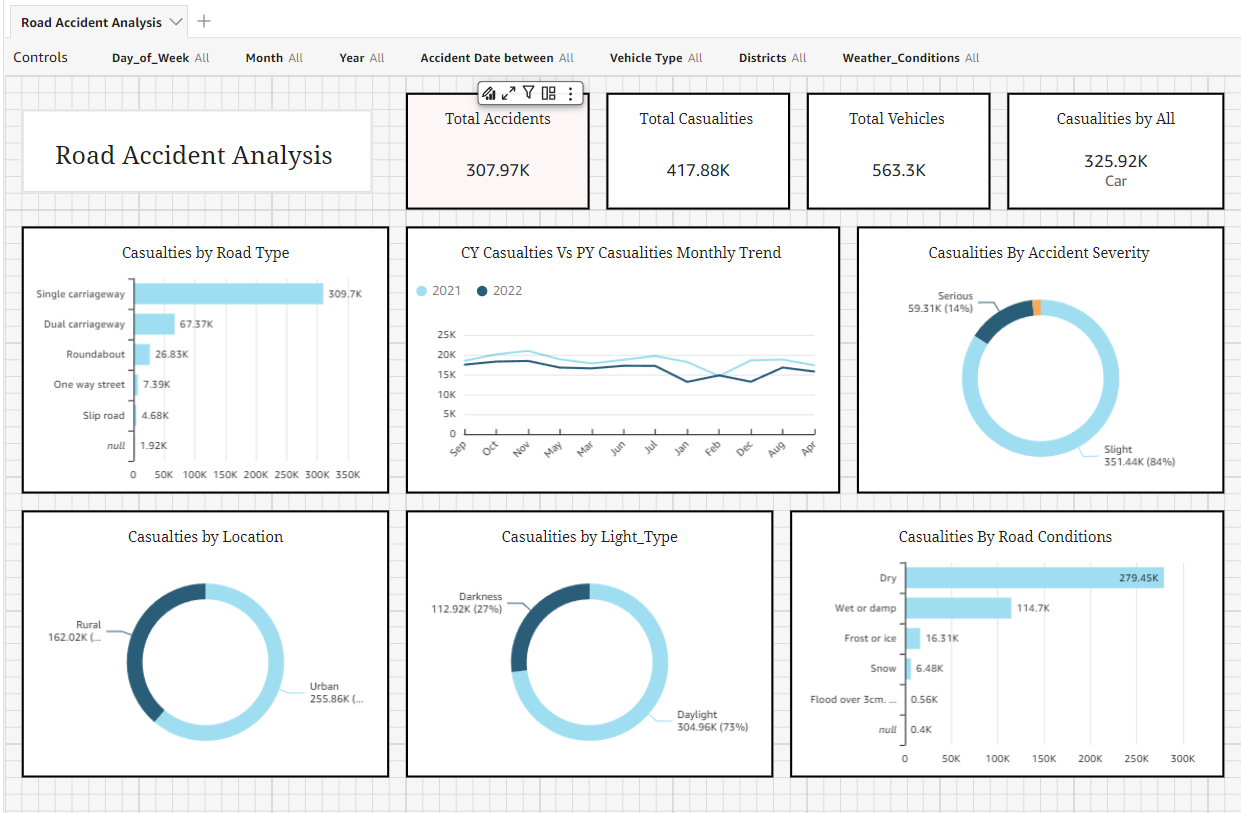 Road Accident Analysis
Controls
Day_of_Week All
Month All
Year All
Accident Date between All
Vehicle Type All
Districts All
Weather_Conditions All
Road Accident Analysis
Total Accidents
307.97K
Total Casualities
417.88K
Total Vehicles
563.3K
Casualities by All
325.92K
Car
Casualties by Road Type
Single carriageway 309.7K
Dual carriageway 67.37K
Roundabout 26.83K
One way street 7.39K
Slip road 4.68K
null 1.92K
0 50K 100K 150K 200K 250K 300K 350K
CY Casualties Vs PY Casualities Monthly Trend
2021 2022
25K
20K
15K
10K
5K
0
Sep Oct Nov May Mar Jun Jul Jan Feb Dec Aug Apr
Casualities By Accident Severity
Serious
59.31K (14%)
Slight
351.44K (84%)
Casualties by Location
Rural
162.02K (...
Urban
255.86K (...
Casualities by Light_Type
Darkness
112.92K (27%)
Daylight
304.96K (73%)
Casualities By Road Conditions
Dry 279.45K
Wet or damp 114.7K
Frost or ice 16.31K
Snow 6.48K
Flood over 3cm. ... 0.56K
null 0.4K
0 50K 100K 150K 200K 250K 300K